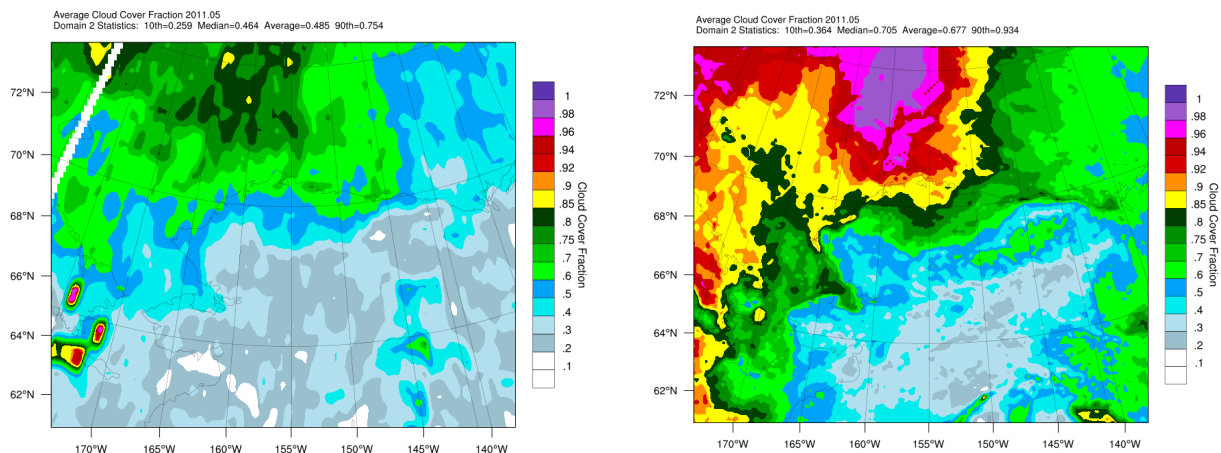 Average Cloud Cover Fraction 2011.05
Domain 2 Statistics: 10th=0.259 Median=0.464 Average=0.485 90th=0.754
72°N
70°N
68°N
66°N
64°N
62°N
170°W 165°W 160°W 155°W 150°W 145°W 140°W
1
.98
.96
.94
.92
.9
.85
.8
.75
.7
.6
.5
.4
.3
.2
.1
Cloud Cover Fraction
Average Cloud Cover Fraction 2011.05
Domain 2 Statistics: 10th=0.364 Median=0.705 Average=0.677 90th=0.934
72°N
70°N
68°N
66°N
64°N
62°N
170°W 165°W 160°W 155°W 150°W 145°W 140°W
1
.98
.96
.94
.92
.9
.85
.8
.75
.7
.6
.5
.4
.3
.2
.1
Cloud Cover Fraction